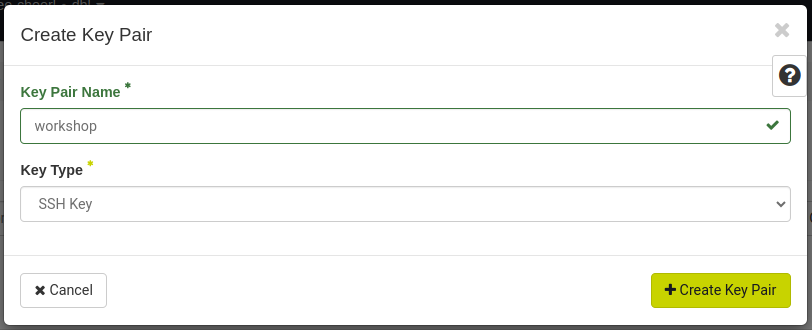 Create Key Pair
Key Pair Name *
workshop
Key Type *
SSH Key
Cancel
Create Key Pair